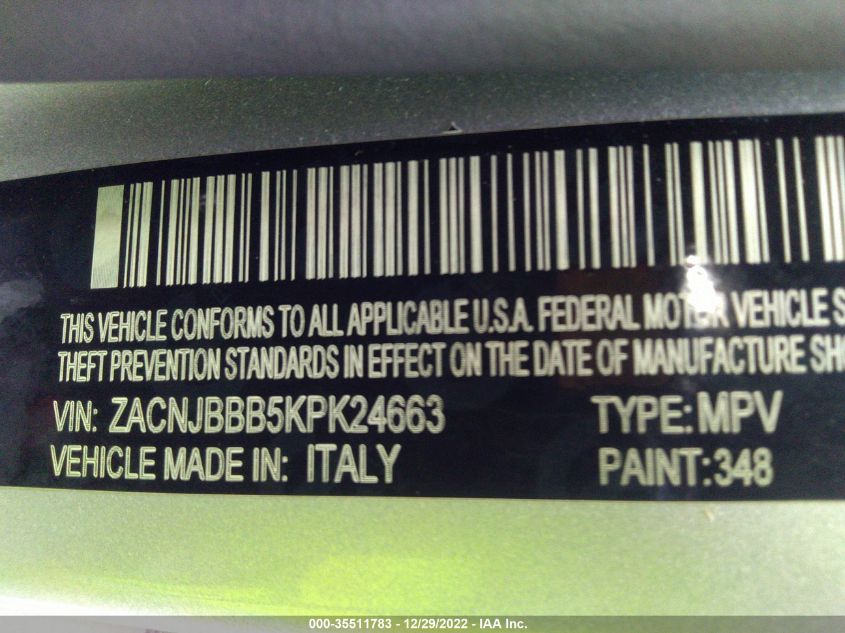 THIS VEHICLE CONFORMS TO ALL APPLICABLE U.S.A. FEDERAL MOTOR VEHICLE
THEFT PREVENTION STANDARDS IN EFFECT ON THE DATE OF MANUFACTURE
VIN: ZACNJBBB5KPK24663 TYPE: MPV
VEHICLE MADE IN: ITALY PAINT: 348
000-35511783 - 12/29/2022 - IAA Inc.